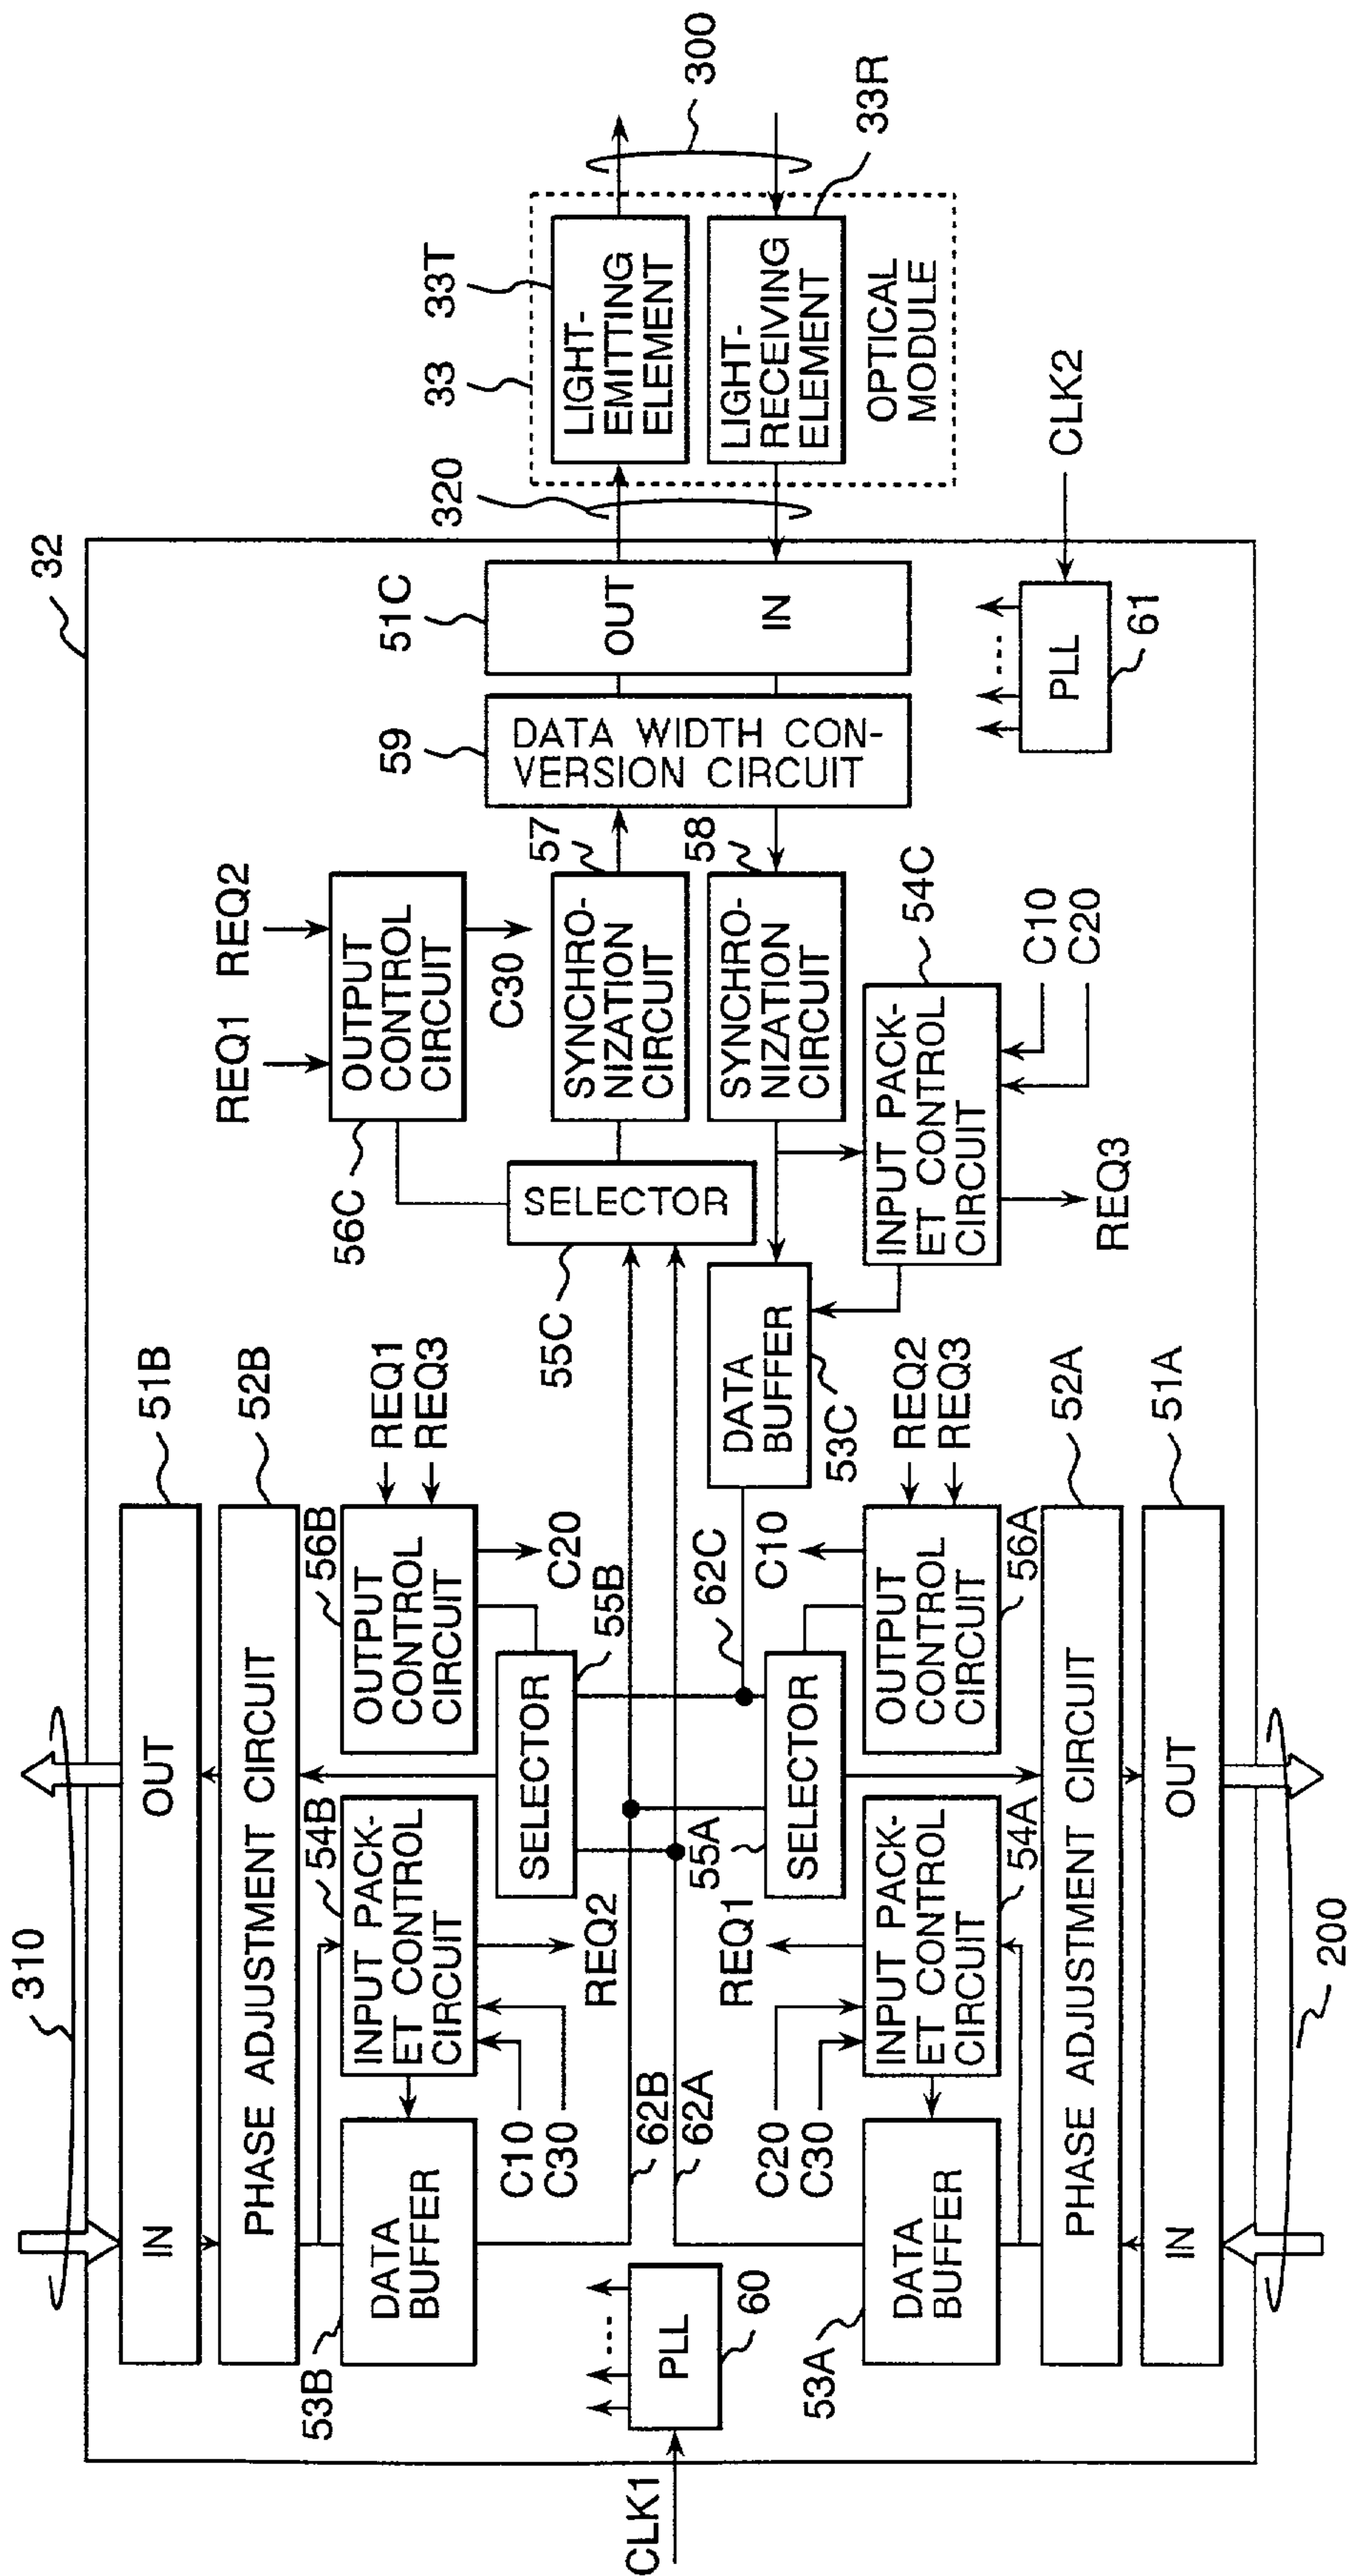 310
32
IN
OUT
51B
PHASE ADJUSTMENT CIRCUIT
52B
53B
DATA
BUFFER
54B
INPUT PACK-
ET CONTROL
CIRCUIT
C10
C30
REQ2
56B
OUTPUT
CONTROL
CIRCUIT
REQ1
REQ3
C20
SELECTOR
55B
62B
62A
REQ1
REQ2
OUTPUT
CONTROL
CIRCUIT
56C
C30
SELECTOR
55C
SYNCHRO-
NIZATION
CIRCUIT
57
SYNCHRO-
NIZATION
CIRCUIT
58
59
DATA WIDTH CON-
VERSION CIRCUIT
51C
OUT
IN
320
33
33T
LIGHT-
EMITTING
ELEMENT
LIGHT-
RECEIVING
ELEMENT
OPTICAL
MODULE
300
33R
CLK1
PLL
60
CLK2
PLL
61
DATA
BUFFER
53C
62C
INPUT PACK-
ET CONTROL
CIRCUIT
54C
C10
C20
REQ3
55A
SELECTOR
REQ1
C20
C30
INPUT PACK-
ET CONTROL
CIRCUIT
54A
C10
OUTPUT
CONTROL
CIRCUIT
56A
REQ2
REQ3
53A
DATA
BUFFER
PHASE ADJUSTMENT CIRCUIT
52A
IN
OUT
51A
200